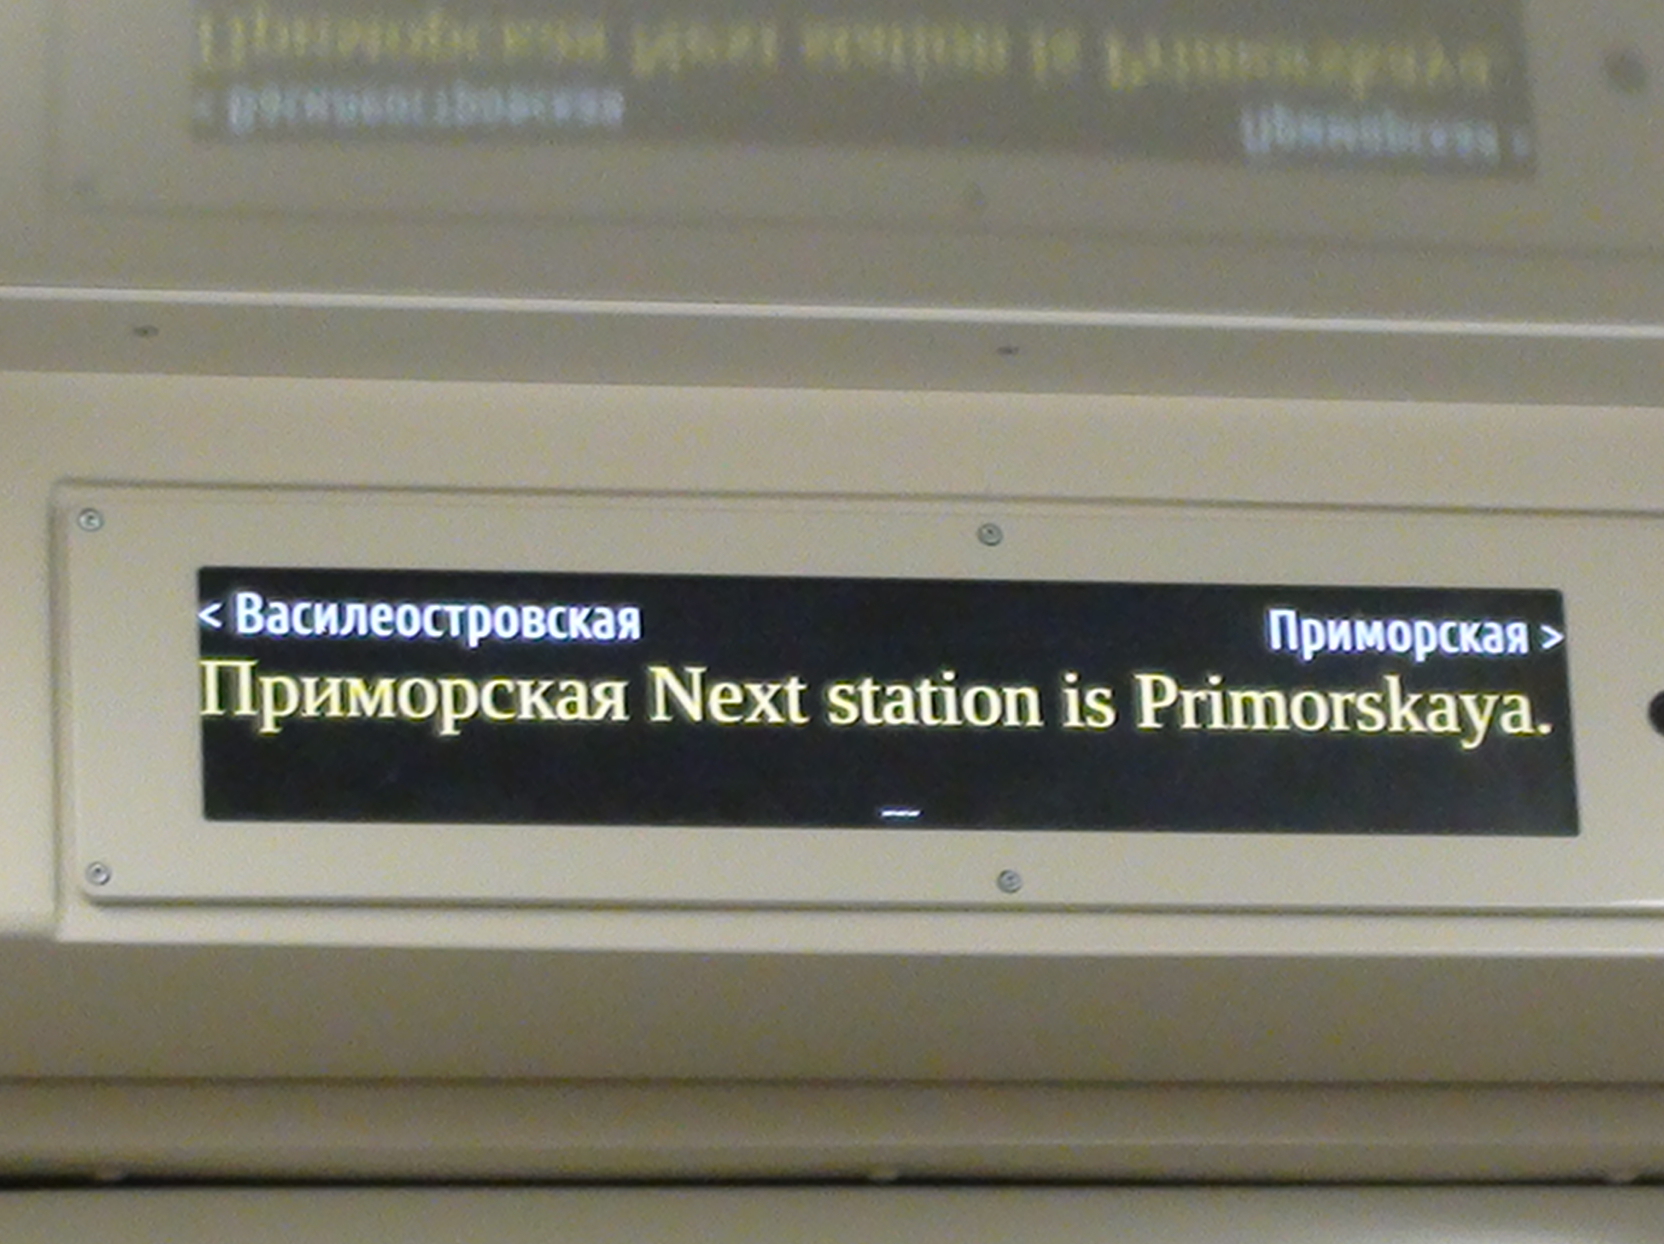 < Василеостровская Приморская >
Приморская Next station is Primorskaya.